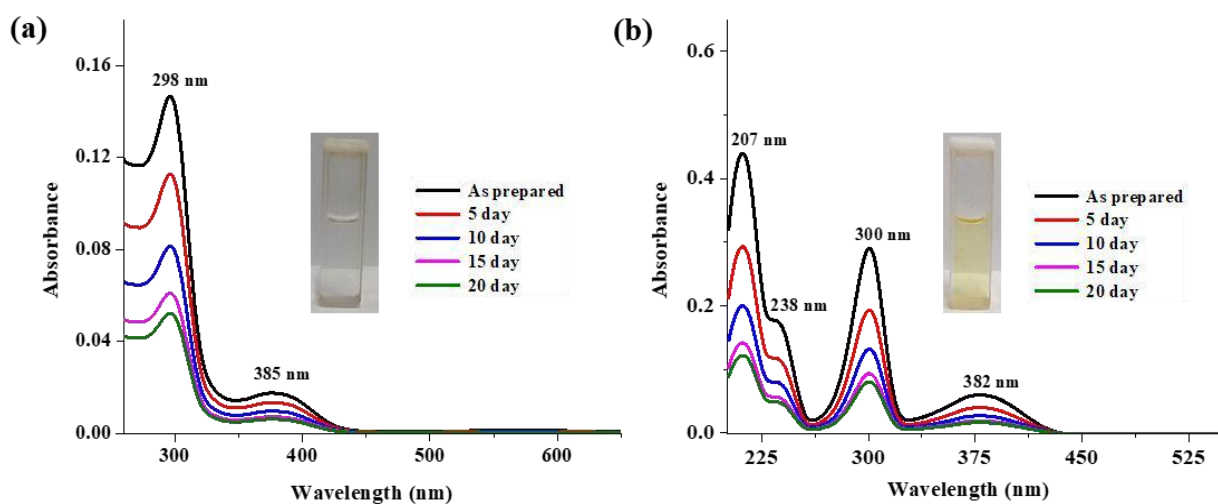 (a)
Absorbance
0.16
0.12
0.08
0.04
0.00
298 nm
385 nm
As prepared
5 day
10 day
15 day
20 day
300
400
500
600
Wavelength (nm)
(b)
Absorbance
0.6
0.4
0.2
0.0
207 nm
238 nm
300 nm
382 nm
As prepared
5 day
10 day
15 day
20 day
225
300
375
450
525
Wavelength (nm)